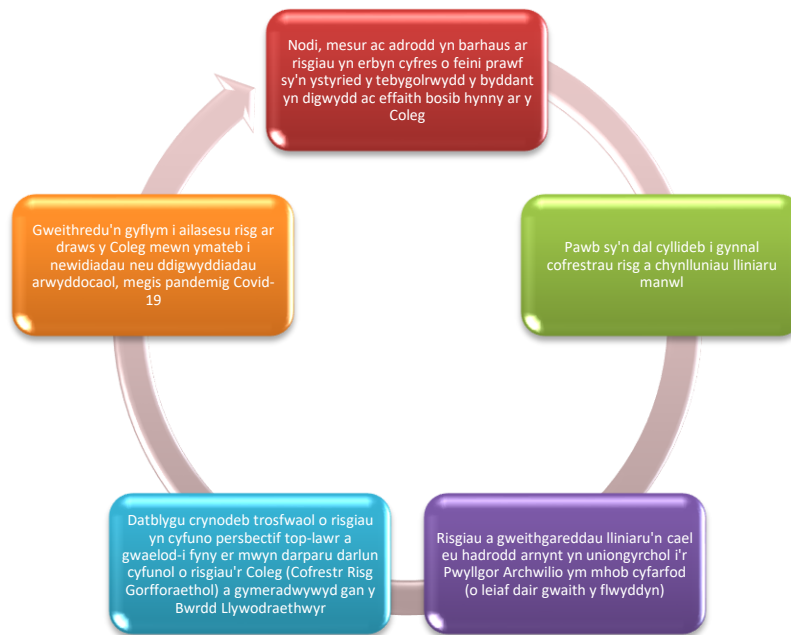 Nodi, mesur ac adrodd yn barhaus ar
risgiau yn erbyn cyfres o feini prawf
sy'n ystyried y tebygolrwydd y byddant
yn digwydd ac effaith bosib hynny ar y
Coleg
Pawb sy'n dal cyllideb i gynnal
cofrestrau risg a chynlluniau lliniaru
manwl
Risgiau a gweithgareddau lliniaru'n cael
eu hadrodd arnynt yn uniongyrchol i'r
Pwyllgor Archwilio ym mhob cyfarfod
(o leiaf dair gwaith y flwyddyn)
Datblygu crynodeb trosfwaol o risgiau
yn cyfuno persbectif top-lawr a
gwaelod-i fyny er mwyn darparu darlun
cyfunol o risgiau'r Coleg (Cofrestr Risg
Gorfforaethol) a gymeradwywyd gan y
Bwrdd Llywodraethwyr
Gweithredu'n gyflym i ailasesu risg ar
draws y Coleg mewn ymateb i
newidiadau neu ddigwyddiadau
arwyddocaol, megis pandemig Covid-
19